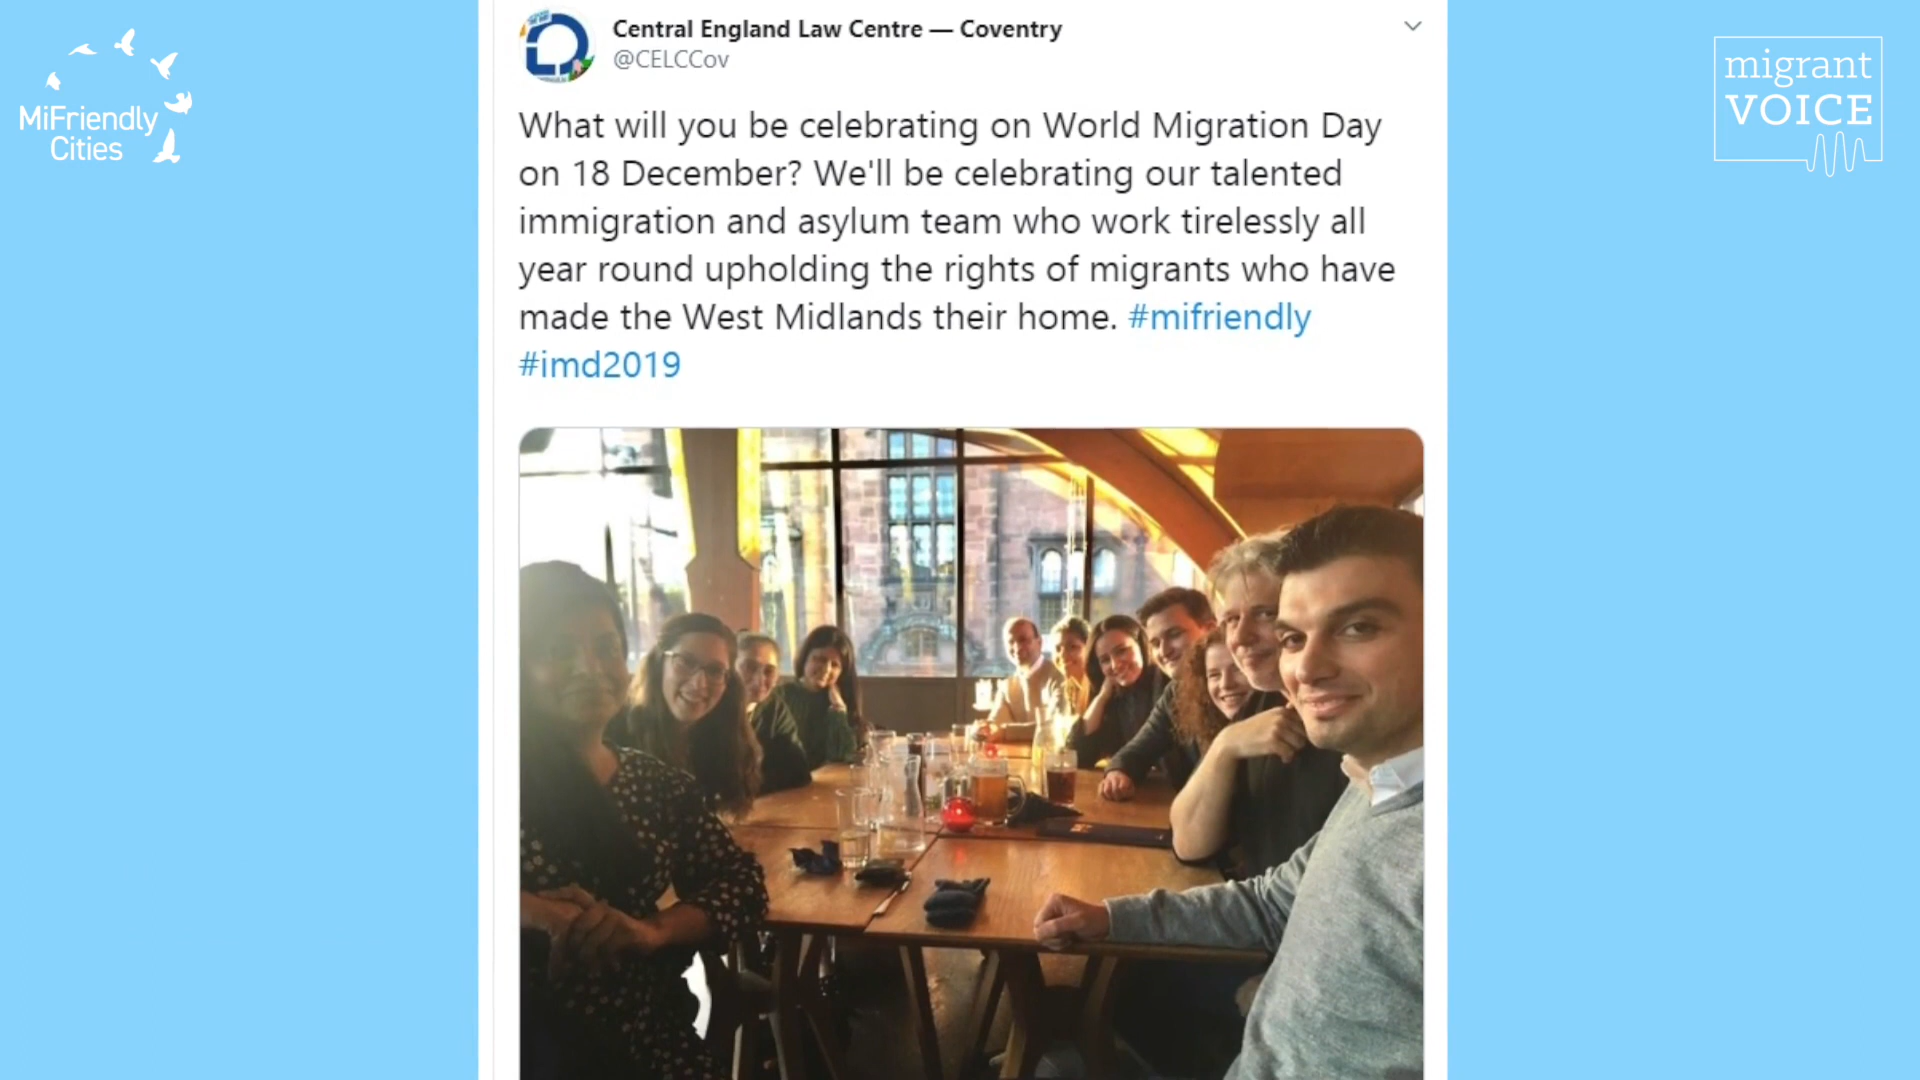 MiFriendly
Cities
Central England Law Centre — Coventry
@CELCCov
What will you be celebrating on World Migration Day
on 18 December? We'll be celebrating our talented
immigration and asylum team who work tirelessly all
year round upholding the rights of migrants who have
made the West Midlands their home. #mifriendly
#imd2019
migrant
VOICE